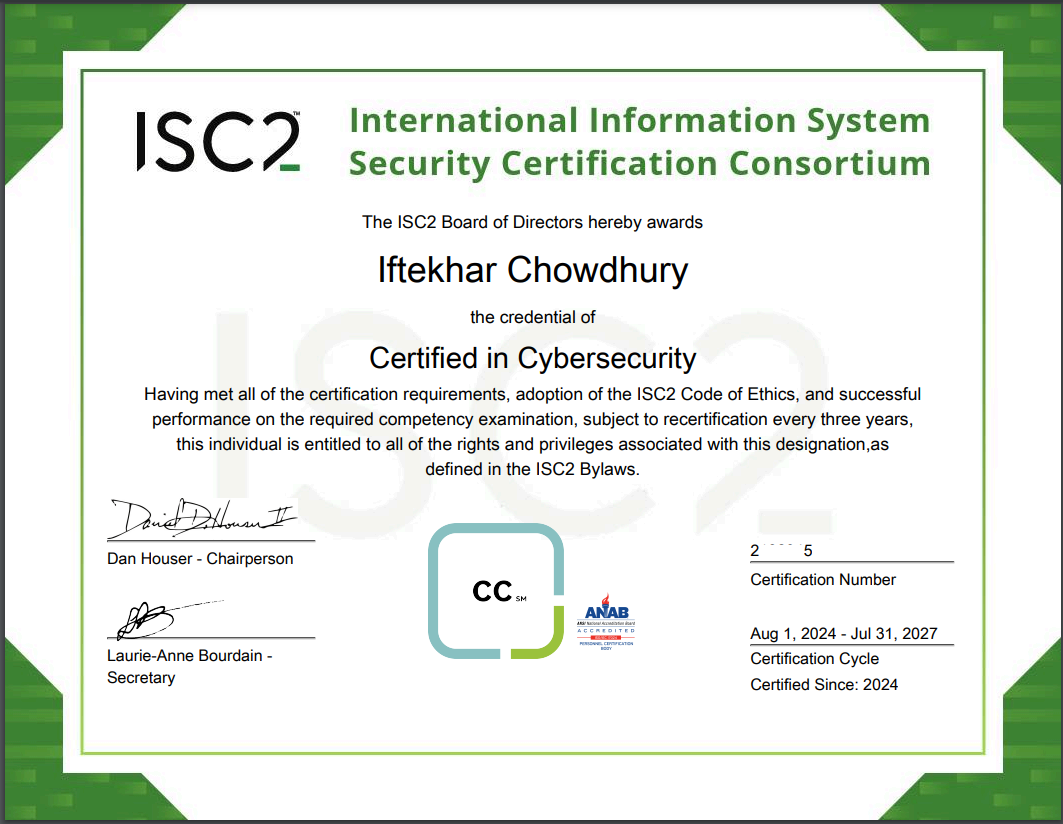 ISC2™
International Information System
Security Certification Consortium
The ISC2 Board of Directors hereby awards
Iftekhar Chowdhury
the credential of
Certified in Cybersecurity
Having met all of the certification requirements, adoption of the ISC2 Code of Ethics, and successful
performance on the required competency examination, subject to recertification every three years,
this individual is entitled to all of the rights and privileges associated with this designation,as
defined in the ISC2 Bylaws.
David D. Houser II
Dan Houser - Chairperson
Laurie-Anne Bourdain -
Secretary
CC SM
ANAB
ANSI National Accreditation Board
ACCREDITED
PERSONNEL CERTIFICATION
BODY
2 5
Certification Number
Aug 1, 2024 - Jul 31, 2027
Certification Cycle
Certified Since: 2024